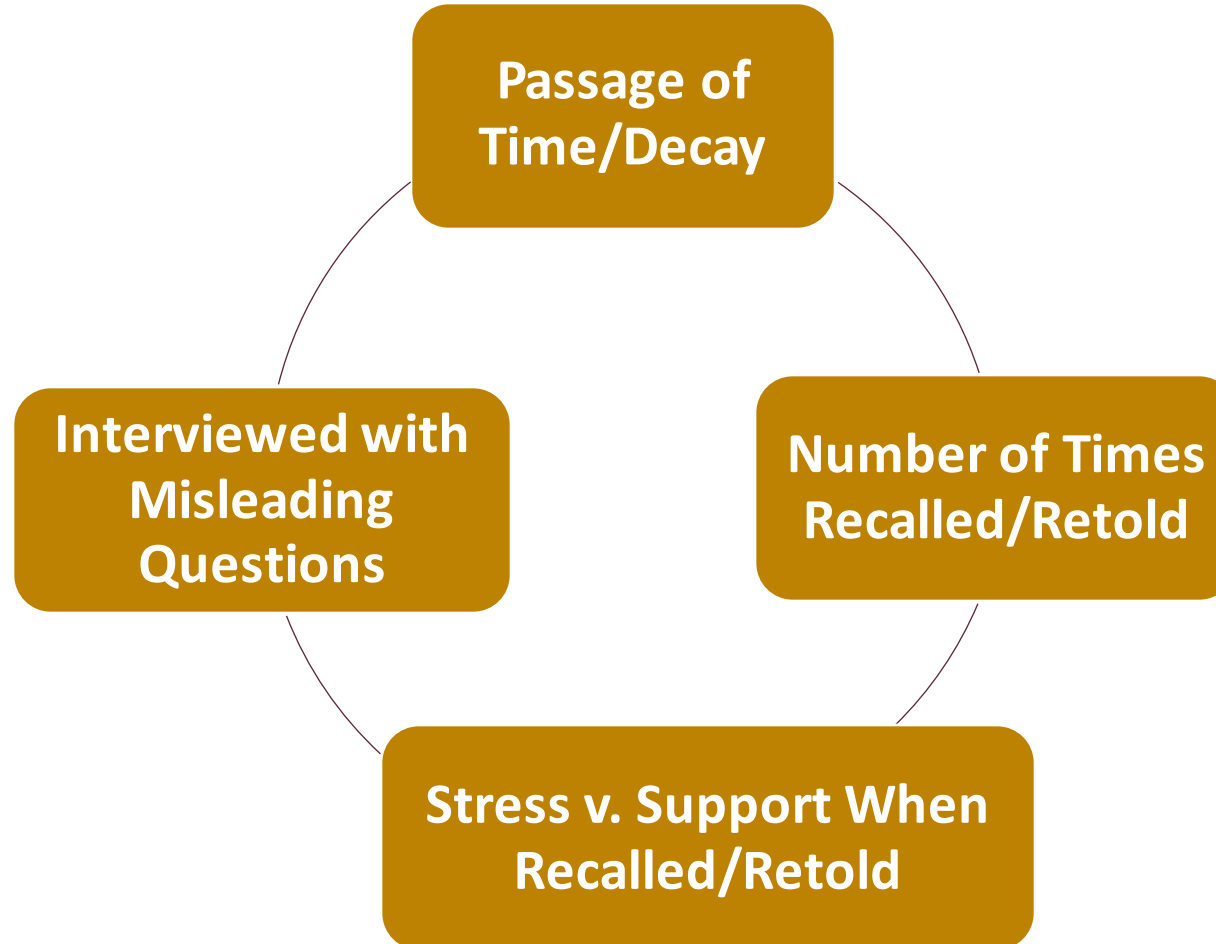 Passage of
Time/Decay
Interviewed with
Misleading
Questions
Number of Times
Recalled/Retold
Stress v. Support When
Recalled/Retold